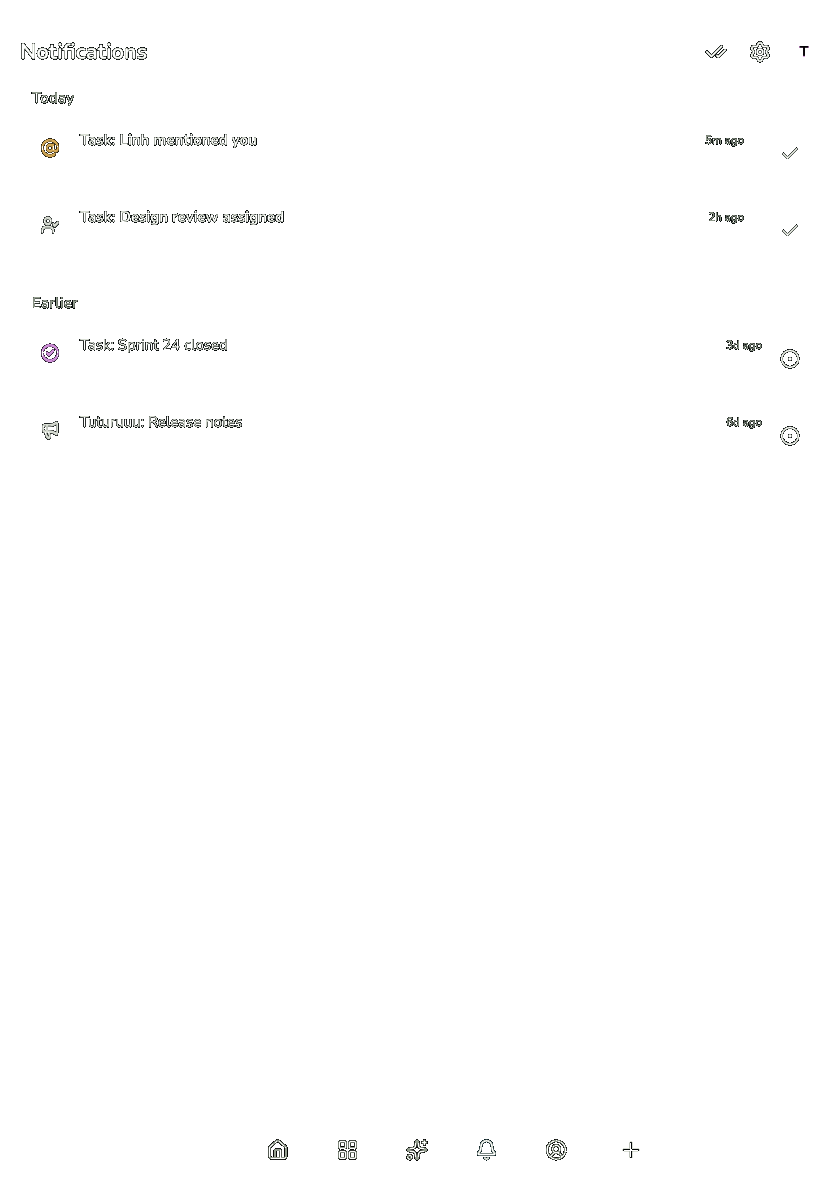 Notifications
T
Today
Task: Linh mentioned you
5m ago
Task: Design review assigned
2h ago
Earlier
Task: Sprint 24 closed
3d ago
Tuturuuu: Release notes
6d ago